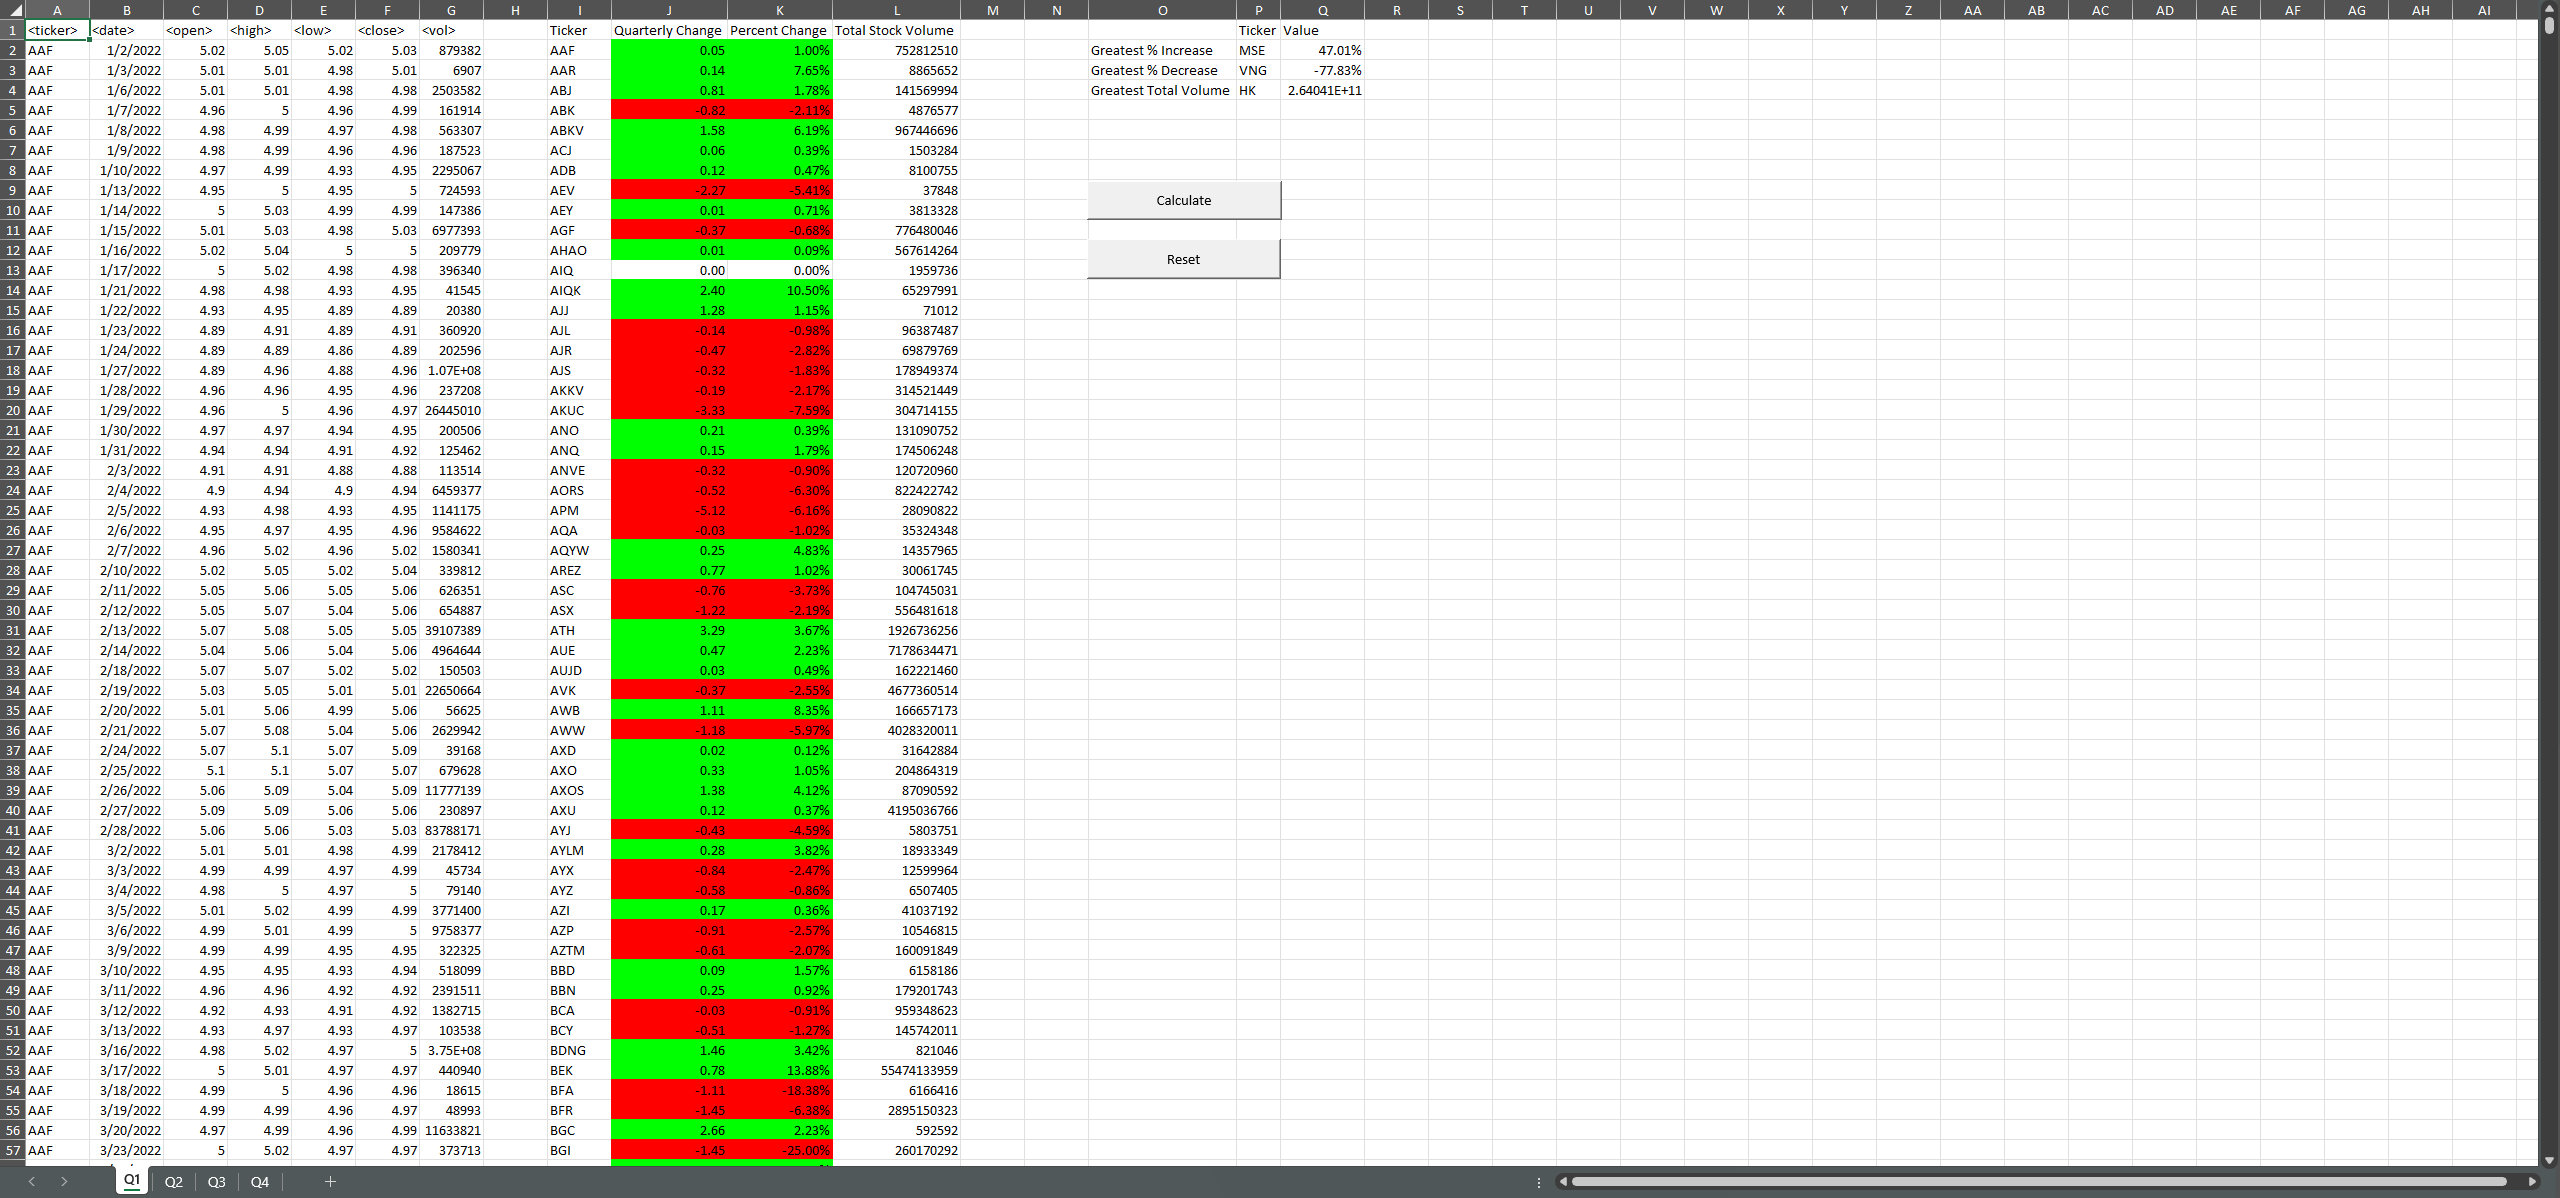 A B C D E F G H I J K L M N O P Q R S T U V W X Y Z AA AB AC AD AE AF AG AH AI
1 <ticker> <date> <open> <high> <low> <close> <vol> Ticker Quarterly Change Percent Change Total Stock Volume Ticker Value
2 AAF 1/2/2022 5.02 5.05 5.02 5.03 879382 AAF 0.05 1.00% 752812510 Greatest % Increase MSE 47.01%
3 AAF 1/3/2022 5.01 5.01 4.98 5.01 6907 AAR 0.14 7.65% 8865652 Greatest % Decrease VNG -77.83%
4 AAF 1/6/2022 5.01 5.01 4.98 4.98 2503582 ABJ 0.81 1.78% 141569994 Greatest Total Volume HK 2.64041E+11
5 AAF 1/7/2022 4.96 5 4.96 4.99 161914 ABK -0.82 -2.11% 4876577
6 AAF 1/8/2022 4.98 4.99 4.97 4.98 563307 ABKV 1.58 6.19% 967446696
7 AAF 1/9/2022 4.98 4.99 4.96 4.96 187523 ACJ 0.06 0.39% 1503284
8 AAF 1/10/2022 4.97 4.99 4.93 4.95 2295067 ADB 0.12 0.47% 8100755
9 AAF 1/13/2022 4.95 5 4.95 5 724593 AEV -2.27 -5.41% 37848
Calculate
10 AAF 1/14/2022 5 5.03 4.99 4.99 147386 AEY 0.01 0.71% 3813328
11 AAF 1/15/2022 5.01 5.03 4.98 5.03 6977393 AGF -0.37 -0.68% 776480046
12 AAF 1/16/2022 5.02 5.04 5 5 209779 AHAO 0.01 0.09% 567614264
Reset
13 AAF 1/17/2022 5 5.02 4.98 4.98 396340 AIQ 0.00 0.00% 1959736
14 AAF 1/21/2022 4.98 4.98 4.93 4.95 41545 AIQK 2.40 10.50% 65297991
15 AAF 1/22/2022 4.93 4.95 4.89 4.89 20380 AJJ 1.28 1.15% 71012
16 AAF 1/23/2022 4.89 4.91 4.89 4.91 360920 AJL -0.14 -0.98% 96387487
17 AAF 1/24/2022 4.89 4.89 4.86 4.89 202596 AJR -0.47 -2.82% 69879769
18 AAF 1/27/2022 4.89 4.96 4.88 4.96 1.07E+08 AJS -0.32 -1.83% 178949374
19 AAF 1/28/2022 4.96 4.96 4.95 4.96 237208 AKKV -0.19 -2.17% 314521449
20 AAF 1/29/2022 4.96 5 4.96 4.97 26445010 AKUC -3.33 -7.59% 304714155
21 AAF 1/30/2022 4.97 4.97 4.94 4.95 200506 ANO 0.21 0.39% 131090752
22 AAF 1/31/2022 4.94 4.94 4.91 4.92 125462 ANQ 0.15 1.79% 174506248
23 AAF 2/3/2022 4.91 4.91 4.88 4.88 113514 ANVE -0.32 -0.90% 120720960
24 AAF 2/4/2022 4.9 4.94 4.9 4.94 6459377 AORS -0.52 -6.30% 822422742
25 AAF 2/5/2022 4.93 4.98 4.93 4.95 1141175 APM -5.12 -6.16% 28090822
26 AAF 2/6/2022 4.95 4.97 4.95 4.96 9584622 AQA -0.03 -1.02% 35324348
27 AAF 2/7/2022 4.96 5.02 4.96 5.02 1580341 AQYW 0.25 4.83% 14357965
28 AAF 2/10/2022 5.02 5.05 5.02 5.04 339812 AREZ 0.77 1.02% 30061745
29 AAF 2/11/2022 5.05 5.06 5.05 5.06 626351 ASC -0.76 -3.73% 104745031
30 AAF 2/12/2022 5.05 5.07 5.04 5.06 654887 ASX -1.22 -2.19% 556481618
31 AAF 2/13/2022 5.07 5.08 5.05 5.05 39107389 ATH 3.29 3.67% 1926736256
32 AAF 2/14/2022 5.04 5.06 5.04 5.06 4964644 AUE 0.47 2.23% 7178634471
33 AAF 2/18/2022 5.07 5.07 5.02 5.02 150503 AUJD 0.03 0.49% 162221460
34 AAF 2/19/2022 5.03 5.05 5.01 5.01 22650664 AVK -0.37 -2.55% 4677360514
35 AAF 2/20/2022 5.01 5.06 4.99 5.06 56625 AWB 1.11 8.35% 166657173
36 AAF 2/21/2022 5.07 5.08 5.04 5.06 2629942 AWW -1.18 -5.97% 4028320011
37 AAF 2/24/2022 5.07 5.1 5.07 5.09 39168 AXD 0.02 0.12% 31642884
38 AAF 2/25/2022 5.1 5.1 5.07 5.07 679628 AXO 0.33 1.05% 204864319
39 AAF 2/26/2022 5.06 5.09 5.04 5.09 11777139 AXOS 1.38 4.12% 87090592
40 AAF 2/27/2022 5.09 5.09 5.06 5.06 230897 AXU 0.12 0.37% 4195036766
41 AAF 2/28/2022 5.06 5.06 5.03 5.03 83788171 AYJ -0.43 -4.59% 5803751
42 AAF 3/2/2022 5.01 5.01 4.98 4.99 2178412 AYLM 0.28 3.82% 18933349
43 AAF 3/3/2022 4.99 4.99 4.97 4.99 45734 AYX -0.84 -2.47% 12599964
44 AAF 3/4/2022 4.98 5 4.97 5 79140 AYZ -0.58 -0.86% 6507405
45 AAF 3/5/2022 5.01 5.02 4.99 4.99 3771400 AZI 0.17 0.36% 41037192
46 AAF 3/6/2022 4.99 5.01 4.99 5 9758377 AZP -0.91 -2.57% 10546815
47 AAF 3/9/2022 4.99 4.99 4.95 4.95 322325 AZTM -0.61 -2.07% 160091849
48 AAF 3/10/2022 4.95 4.95 4.93 4.94 518099 BBD 0.09 1.57% 6158186
49 AAF 3/11/2022 4.96 4.96 4.92 4.92 2391511 BBN 0.25 0.92% 179201743
50 AAF 3/12/2022 4.92 4.93 4.91 4.92 1382715 BCA -0.03 -0.91% 959348623
51 AAF 3/13/2022 4.93 4.97 4.93 4.97 103538 BCY -0.51 -1.27% 145742011
52 AAF 3/16/2022 4.98 5.02 4.97 5 3.75E+08 BDNG 1.46 3.42% 821046
53 AAF 3/17/2022 5 5.01 4.97 4.97 440940 BEK 0.78 13.88% 55474133959
54 AAF 3/18/2022 4.99 5 4.96 4.96 18615 BFA -1.11 -18.38% 6166416
55 AAF 3/19/2022 4.99 4.99 4.96 4.97 48993 BFR -1.45 -6.38% 2895150323
56 AAF 3/20/2022 4.97 4.99 4.96 4.99 11633821 BGC 2.66 2.23% 592592
57 AAF 3/23/2022 5 5.02 4.97 4.97 373713 BGI -1.45 -25.00% 260170292
Q1 Q2 Q3 Q4 +